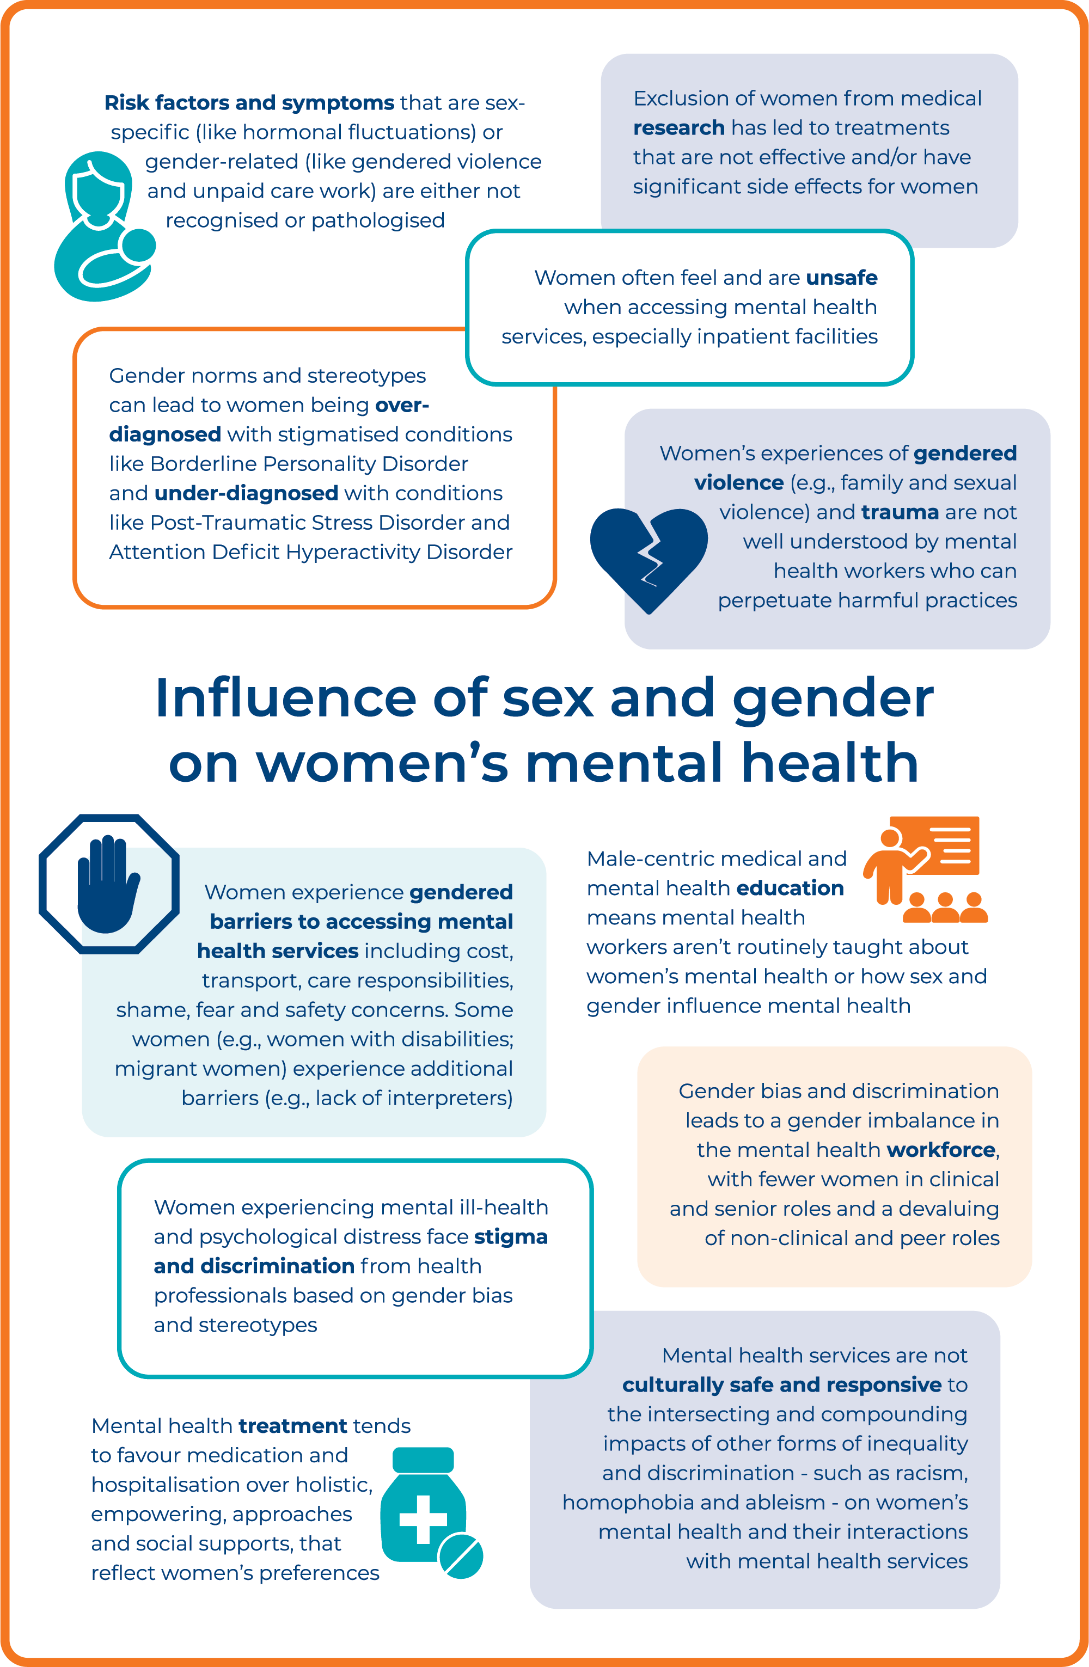 Risk factors and symptoms that are sex-
specific (like hormonal fluctuations) or
gender-related (like gendered violence
and unpaid care work) are either not
recognised or pathologised
Exclusion of women from medical
research has led to treatments
that are not effective and/or have
significant side effects for women
Women often feel and are unsafe
when accessing mental health
services, especially inpatient facilities
Gender norms and stereotypes
can lead to women being over-
diagnosed with stigmatised conditions
like Borderline Personality Disorder
and under-diagnosed with conditions
like Post-Traumatic Stress Disorder and
Attention Deficit Hyperactivity Disorder
Women's experiences of gendered
violence (e.g., family and sexual
violence) and trauma are not
well understood by mental
health workers who can
perpetuate harmful practices
Influence of sex and gender
on women's mental health
Women experience gendered
barriers to accessing mental
health services including cost,
transport, care responsibilities,
shame, fear and safety concerns. Some
women (e.g., women with disabilities;
migrant women) experience additional
barriers (e.g., lack of interpreters)
Male-centric medical and
mental health education
means mental health
workers aren't routinely taught about
women's mental health or how sex and
gender influence mental health
Gender bias and discrimination
leads to a gender imbalance in
the mental health workforce,
with fewer women in clinical
and senior roles and a devaluing
of non-clinical and peer roles
Women experiencing mental ill-health
and psychological distress face stigma
and discrimination from health
professionals based on gender bias
and stereotypes
Mental health services are not
culturally safe and responsive to
the intersecting and compounding
impacts of other forms of inequality
and discrimination - such as racism,
homophobia and ableism - on women's
mental health and their interactions
with mental health services
Mental health treatment tends
to favour medication and
hospitalisation over holistic,
empowering, approaches
and social supports, that
reflect women's preferences